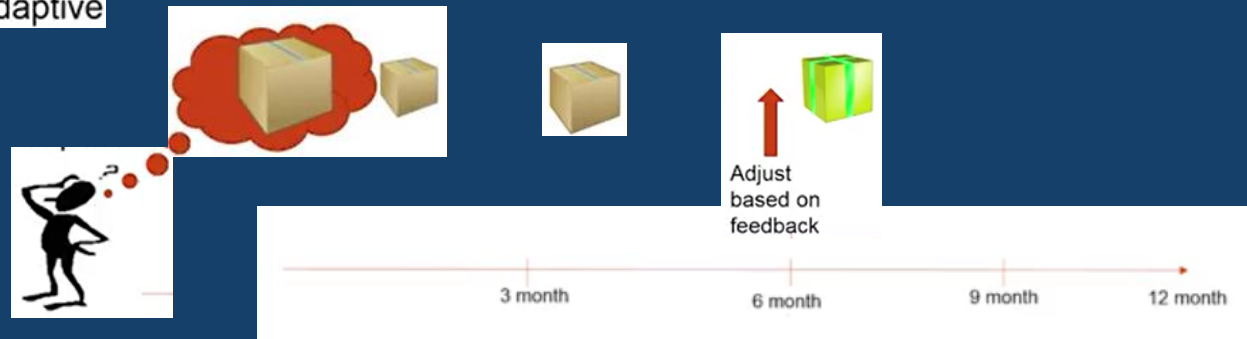 daptive
?
Adjust
based on
feedback
3 month
6 month
9 month
12 month